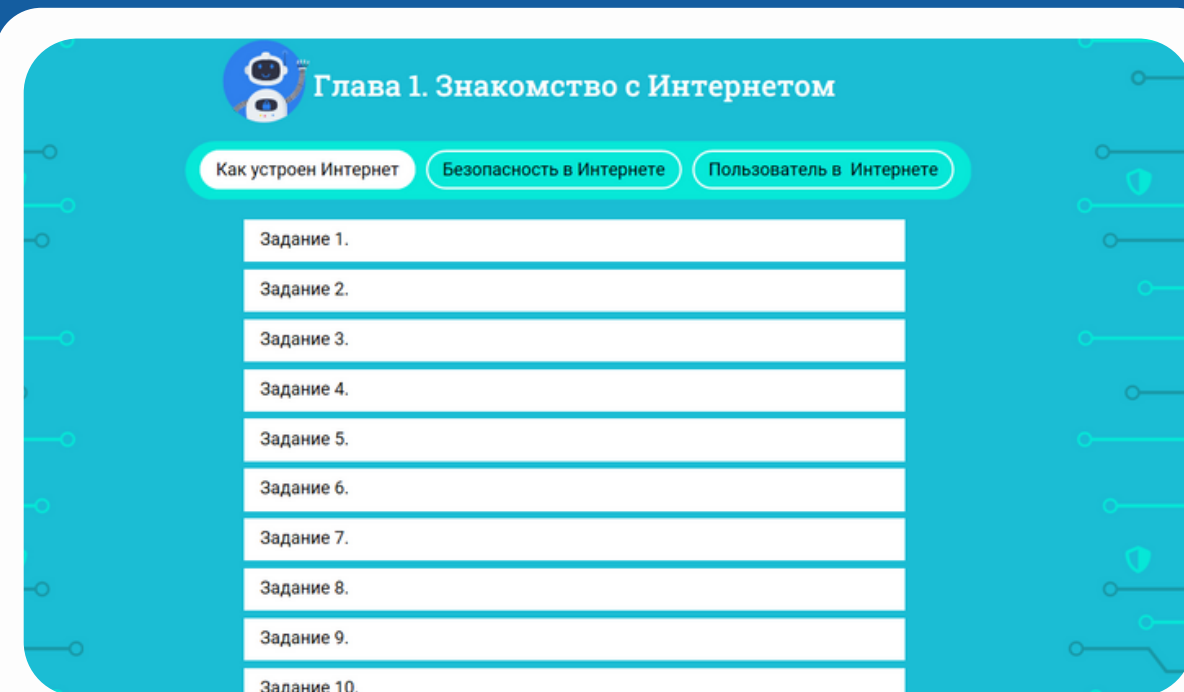 Глава 1. Знакомство с Интернетом
Как устроен Интернет Безопасность в Интернете Пользователь в Интернете
Задание 1.
Задание 2.
Задание 3.
Задание 4.
Задание 5.
Задание 6.
Задание 7.
Задание 8.
Задание 9.
Задание 10.